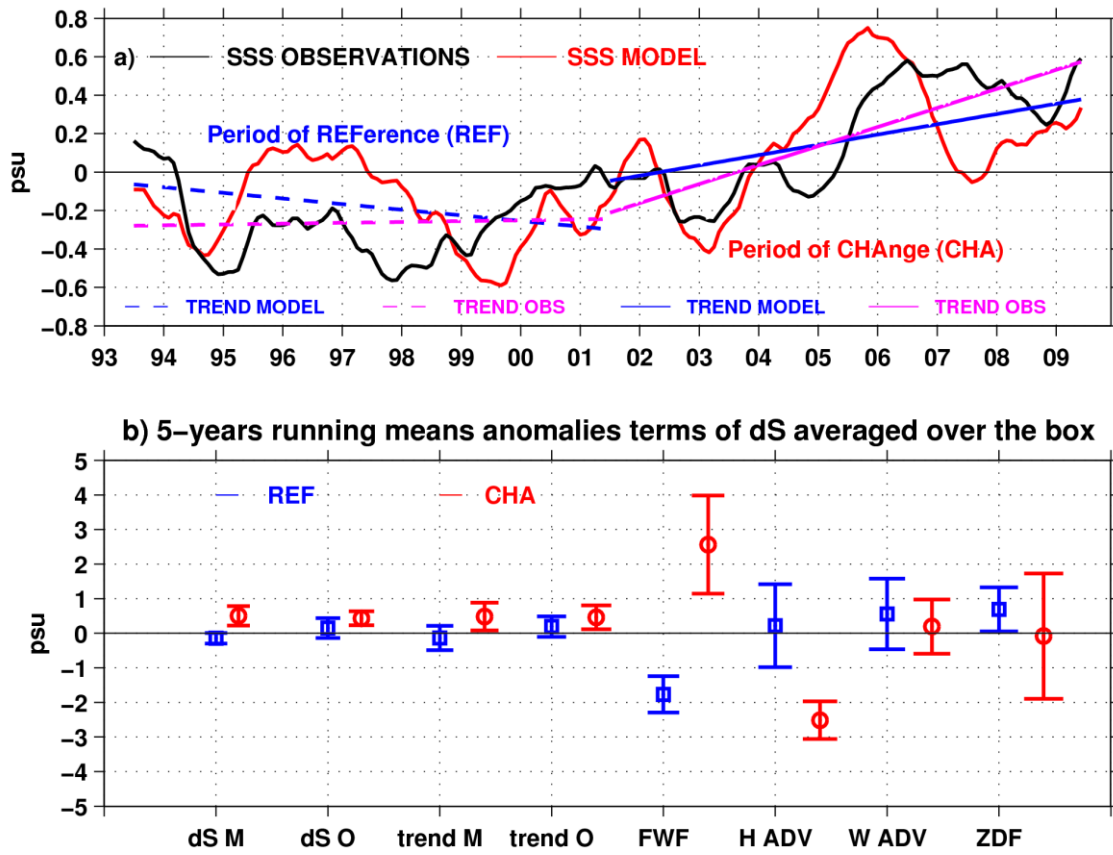 a) SSS OBSERVATIONS SSS MODEL
Period of REFerence (REF)
Period of CHAnge (CHA)
TREND MODEL TREND OBS TREND MODEL TREND OBS
psu
0.8
0.6
0.4
0.2
0
−0.2
−0.4
−0.6
−0.8
93 94 95 96 97 98 99 00 01 02 03 04 05 06 07 08 09
b) 5−years running means anomalies terms of dS averaged over the box
REF CHA
psu
5
4
3
2
1
0
−1
−2
−3
−4
−5
dS M dS O trend M trend O FWF H ADV W ADV ZDF